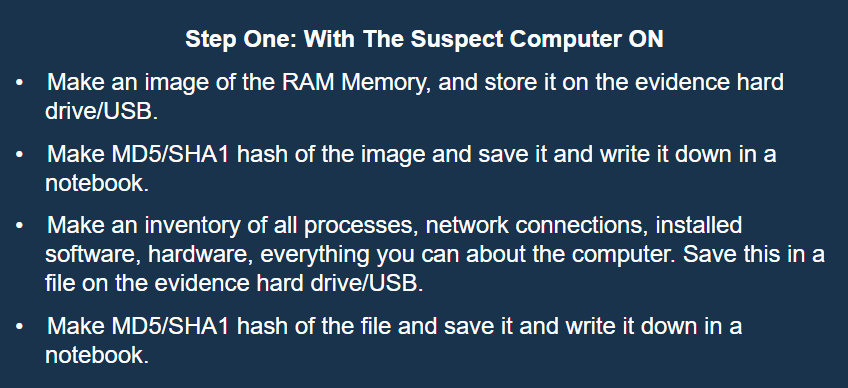 Step One: With The Suspect Computer ON
• Make an image of the RAM Memory, and store it on the evidence hard
drive/USB.
• Make MD5/SHA1 hash of the image and save it and write it down in a
notebook.
• Make an inventory of all processes, network connections, installed
software, hardware, everything you can about the computer. Save this in a
file on the evidence hard drive/USB.
• Make MD5/SHA1 hash of the file and save it and write it down in a
notebook.